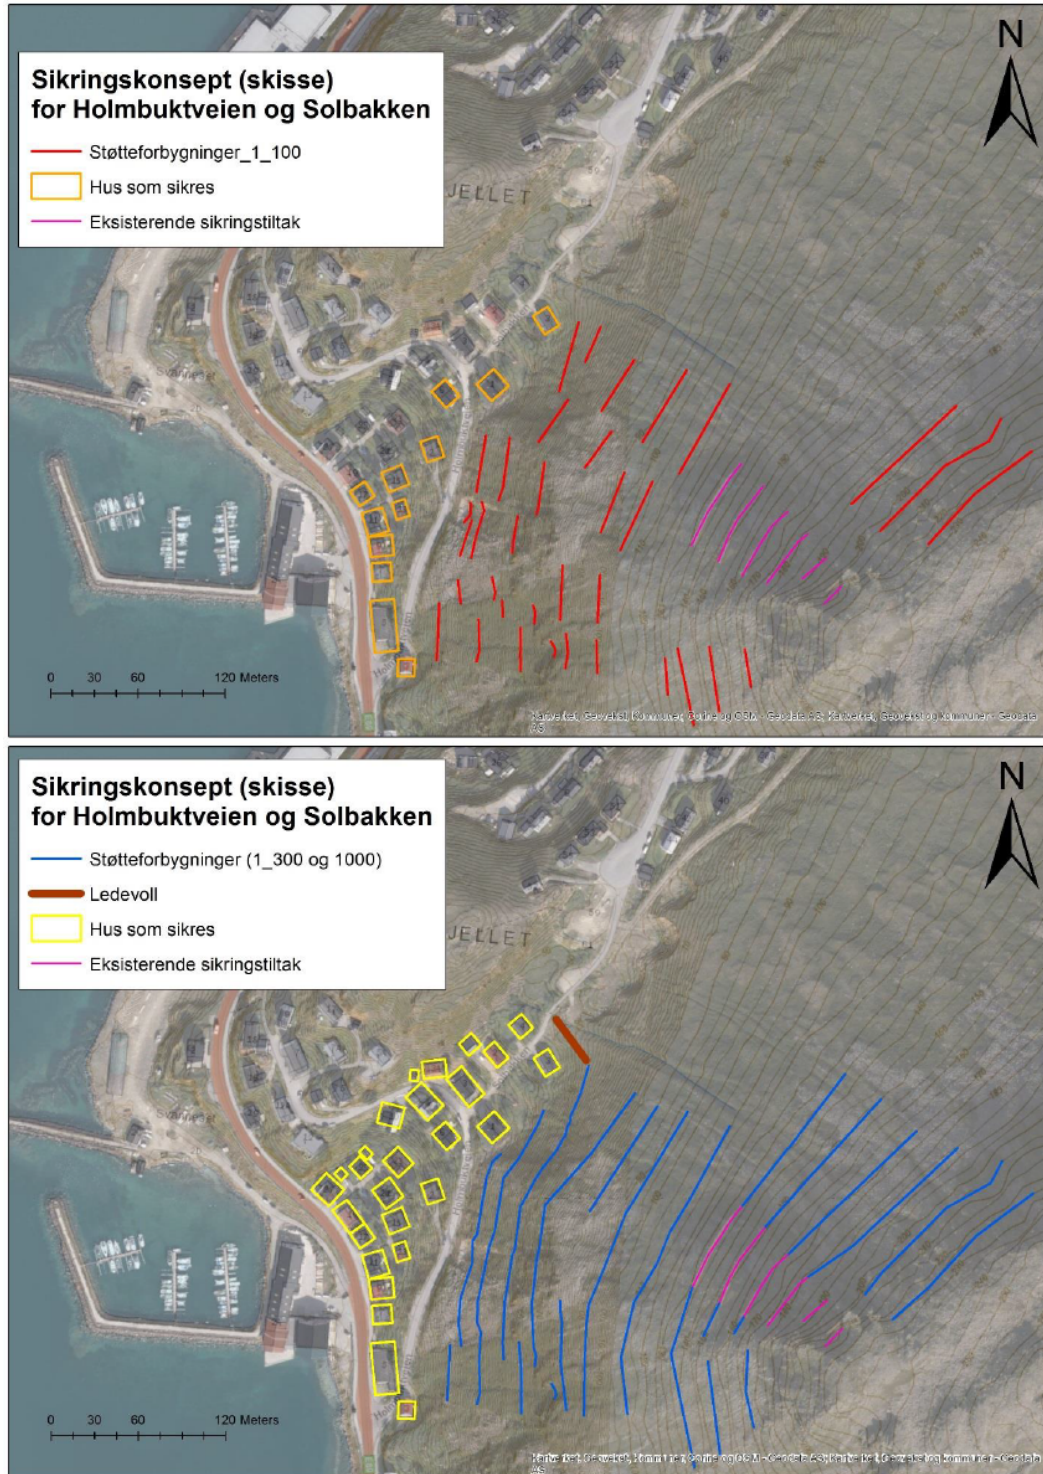 Sikringskonsept (skisse)
for Holmbuktveien og Solbakken
Støtteforbygninger_1_100
Hus som sikres
Eksisterende sikringstiltak
N
JELLET
0 30 60 120 Meters
Sikringskonsept (skisse)
for Holmbuktveien og Solbakken
Støtteforbygninger (1_300 og 1000)
Ledevoll
Hus som sikres
Eksisterende sikringstiltak
N
JELLET
0 30 60 120 Meters